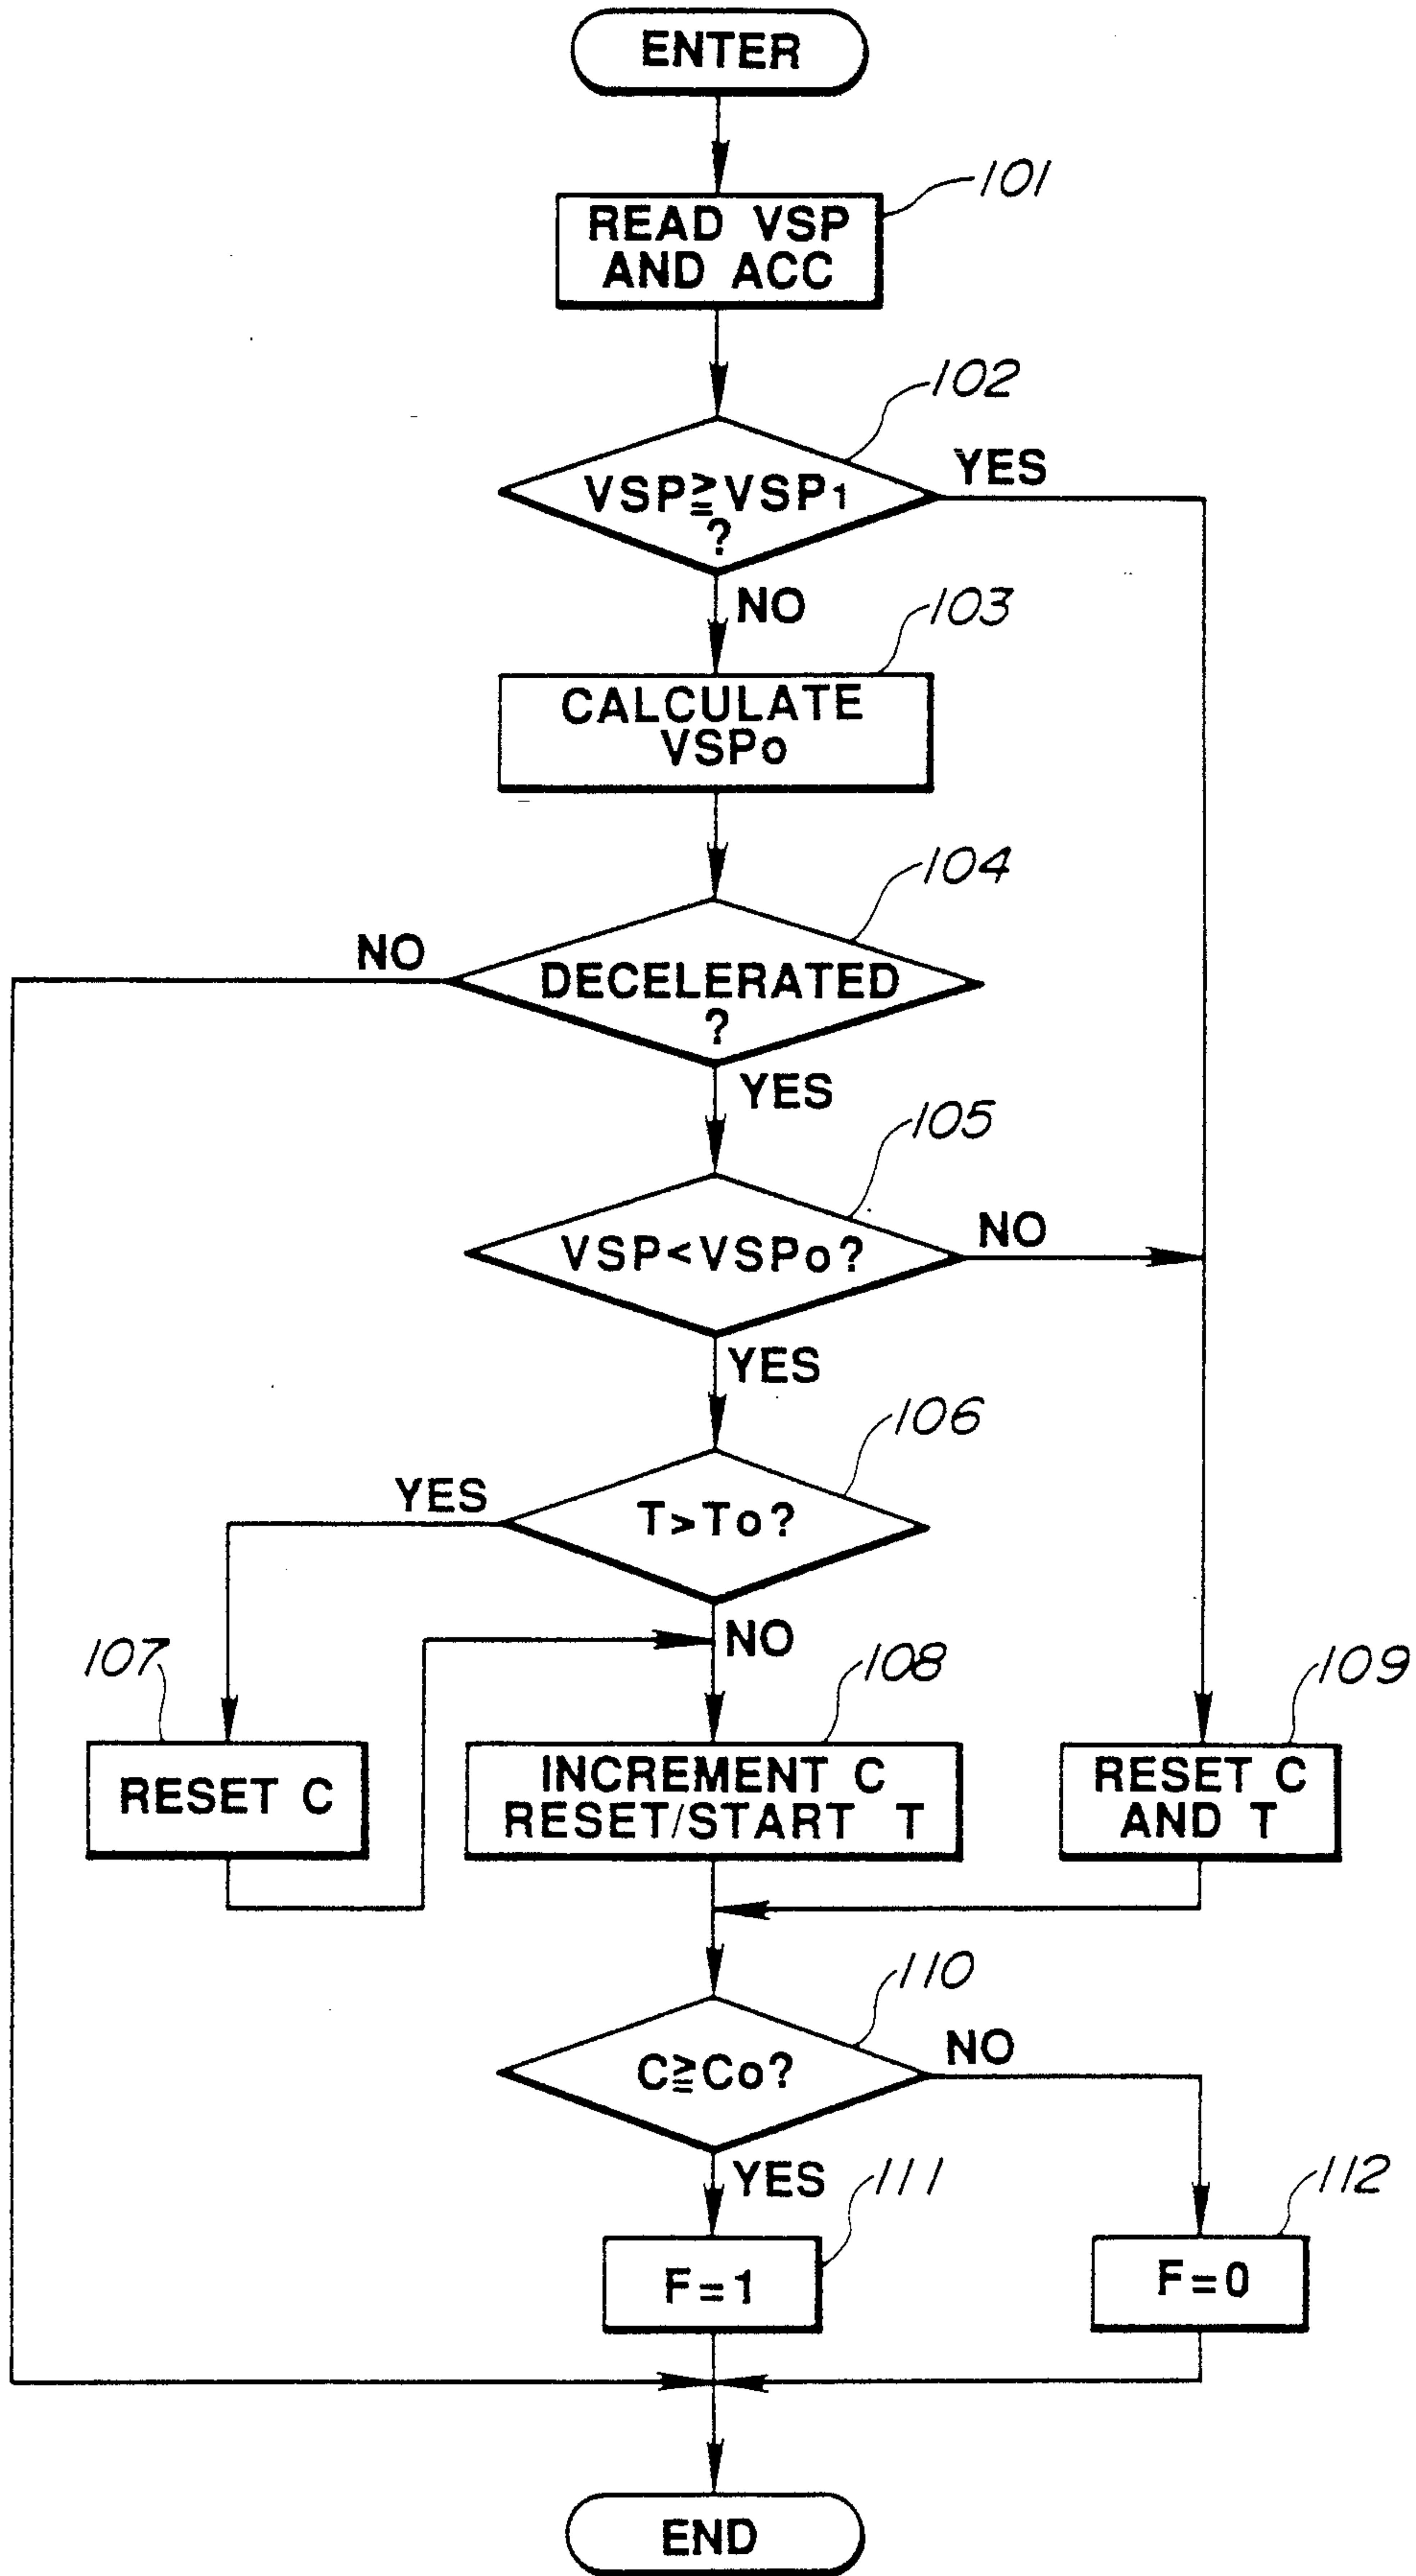 ENTER
101
READ VSP
AND ACC
102
VSP≧VSP1
?
YES
NO
103
CALCULATE
VSPo
104
NO
DECELERATED
?
YES
105
VSP<VSPo?
NO
YES
106
YES
T>To?
NO
107
108
109
RESET C
INCREMENT C
RESET/START T
RESET C
AND T
110
C≧Co?
NO
YES
111
112
F=1
F=0
END